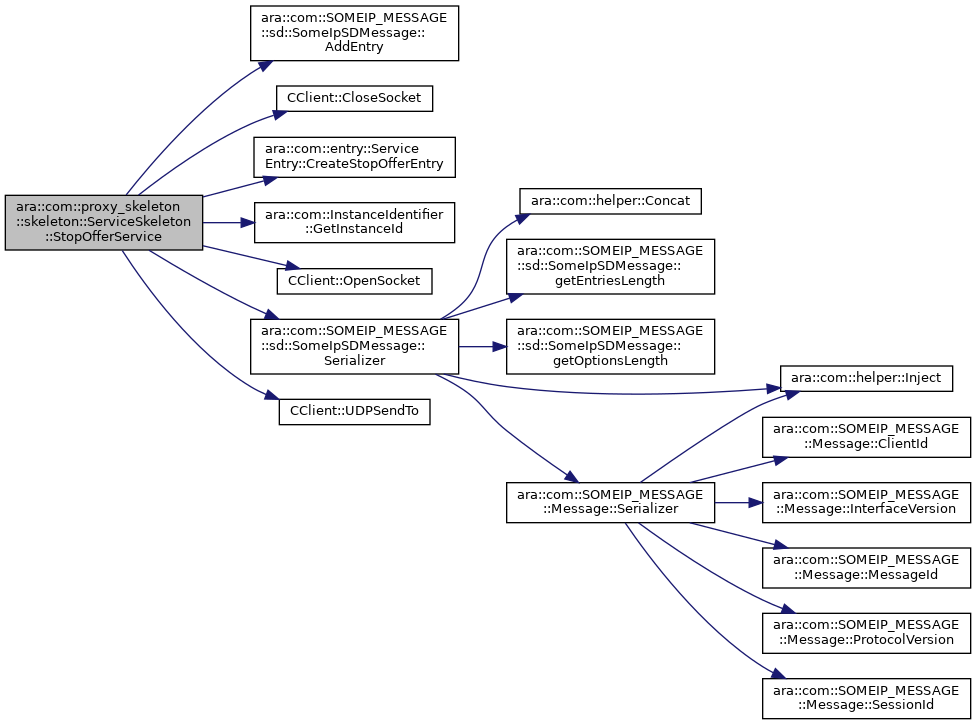 ara::com::SOMEIP_MESSAGE
::sd::SomeIpSDMessage::
AddEntry
CClient::CloseSocket
ara::com::entry::Service
Entry::CreateStopOfferEntry
ara::com::proxy_skeleton
::skeleton::ServiceSkeleton
::StopOfferService
ara::com::InstanceIdentifier
::GetInstanceId
CClient::OpenSocket
ara::com::SOMEIP_MESSAGE
::sd::SomeIpSDMessage::
Serializer
CClient::UDPSendTo
ara::com::helper::Concat
ara::com::SOMEIP_MESSAGE
::sd::SomeIpSDMessage::
getEntriesLength
ara::com::SOMEIP_MESSAGE
::sd::SomeIpSDMessage::
getOptionsLength
ara::com::SOMEIP_MESSAGE
::Message::Serializer
ara::com::helper::Inject
ara::com::SOMEIP_MESSAGE
::Message::ClientId
ara::com::SOMEIP_MESSAGE
::Message::InterfaceVersion
ara::com::SOMEIP_MESSAGE
::Message::MessageId
ara::com::SOMEIP_MESSAGE
::Message::ProtocolVersion
ara::com::SOMEIP_MESSAGE
::Message::SessionId